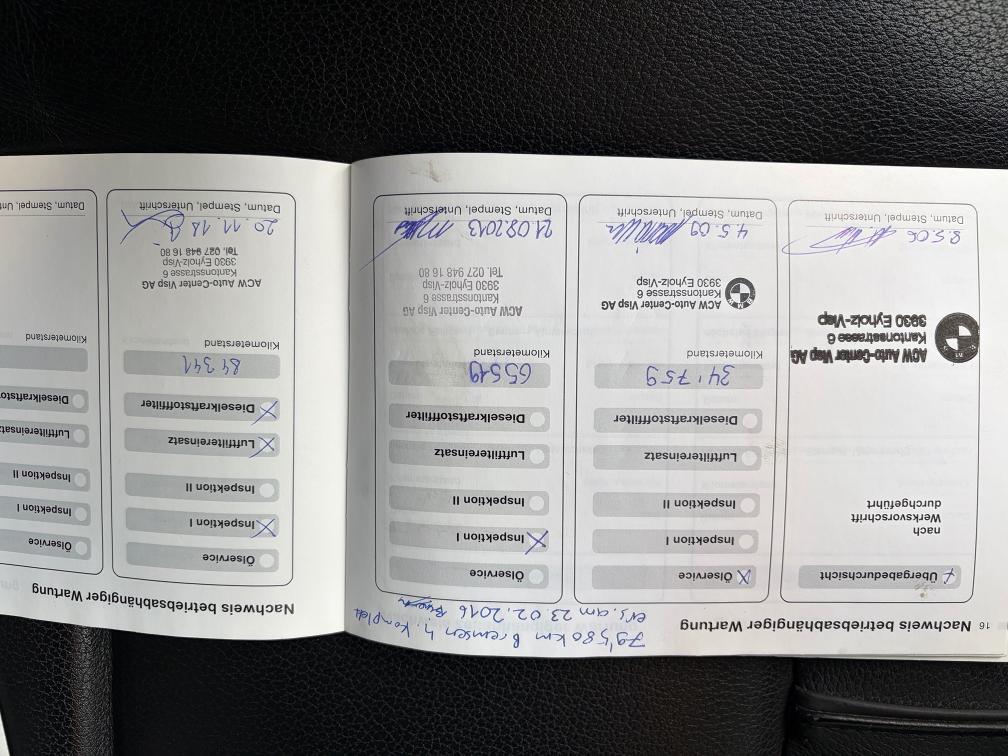 16 Nachweis betriebsabhängiger Wartung
79'580 km Bremsen h. komplet
ers. am 23.02.2016
Übergabedurchsicht
nach
Werksvorschrift
durchgeführt
ACW Auto-Center Visp AG
Kantonsstrasse 6
3930 Eyholz-Visp
8.5.06
Datum, Stempel, Unterschrift
Ölservice
Inspektion I
Inspektion II
Luftfiltereinsatz
Dieselkraftstofffilter
34'759
Kilometerstand
BMW
ACW Auto-Center Visp AG
Kantonsstrasse 6
3930 Eyholz-Visp
4.5.09
Datum, Stempel, Unterschrift
Ölservice
Inspektion I
Inspektion II
Luftfiltereinsatz
Dieselkraftstofffilter
65519
Kilometerstand
ACW Auto-Center Visp AG
Kantonsstrasse 6
3930 Eyholz-Visp
Tel. 027 948 16 80
21.08.2013
Datum, Stempel, Unterschrift
Nachweis betriebsabhängiger Wartung
Ölservice
Inspektion I
Inspektion II
Luftfiltereinsatz
Dieselkraftstofffilter
84341
Kilometerstand
ACW Auto-Center Visp AG
Kantonsstrasse 6
3930 Eyholz-Visp
Tel. 027 948 16 80
20.11.18
Datum, Stempel, Unterschrift
Ölservice
Inspektion I
Inspektion II
Luftfiltereinsatz
Dieselkraftsto
Kilometerstand
Datum, Stempel, Unt